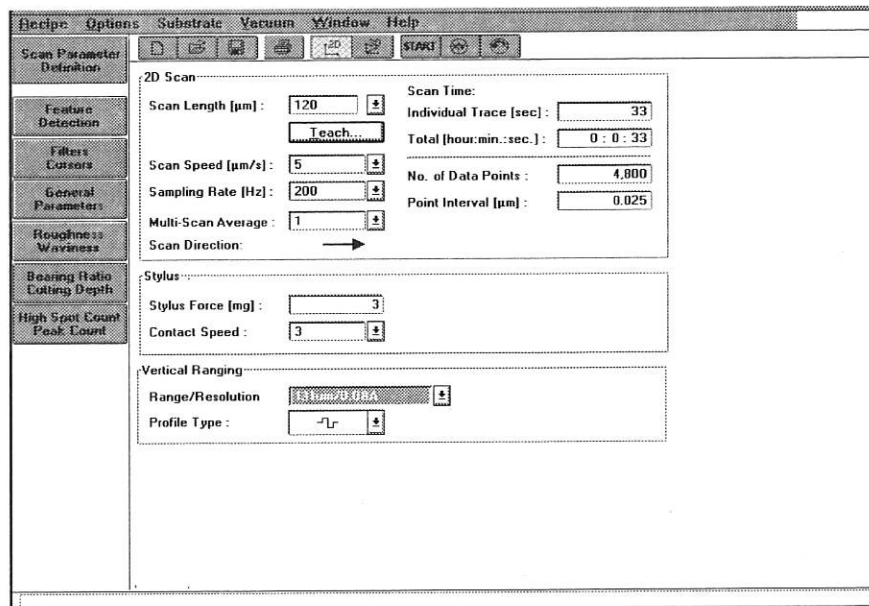 Recipe Options Substrate Vacuum Window Help
Scan Parameter
Definition
Feature
Detection
Filters
Cursors
General
Parameters
Roughness
Waviness
Bearing Ratio
Cutting Depth
High Spot Count
Peak Count
2D START
2D Scan
Scan Length [µm] : 120
Teach...
Scan Speed [µm/s] : 5
Sampling Rate [Hz] : 200
Multi-Scan Average : 1
Scan Direction:
Scan Time:
Individual Trace [sec] : 33
Total [hour:min.:sec.] : 0 : 0 : 33
No. of Data Points : 4,800
Point Interval [µm] : 0.025
Stylus :
Stylus Force [mg] : 3
Contact Speed : 3
Vertical Ranging
Range/Resolution 131um/0.08A
Profile Type :